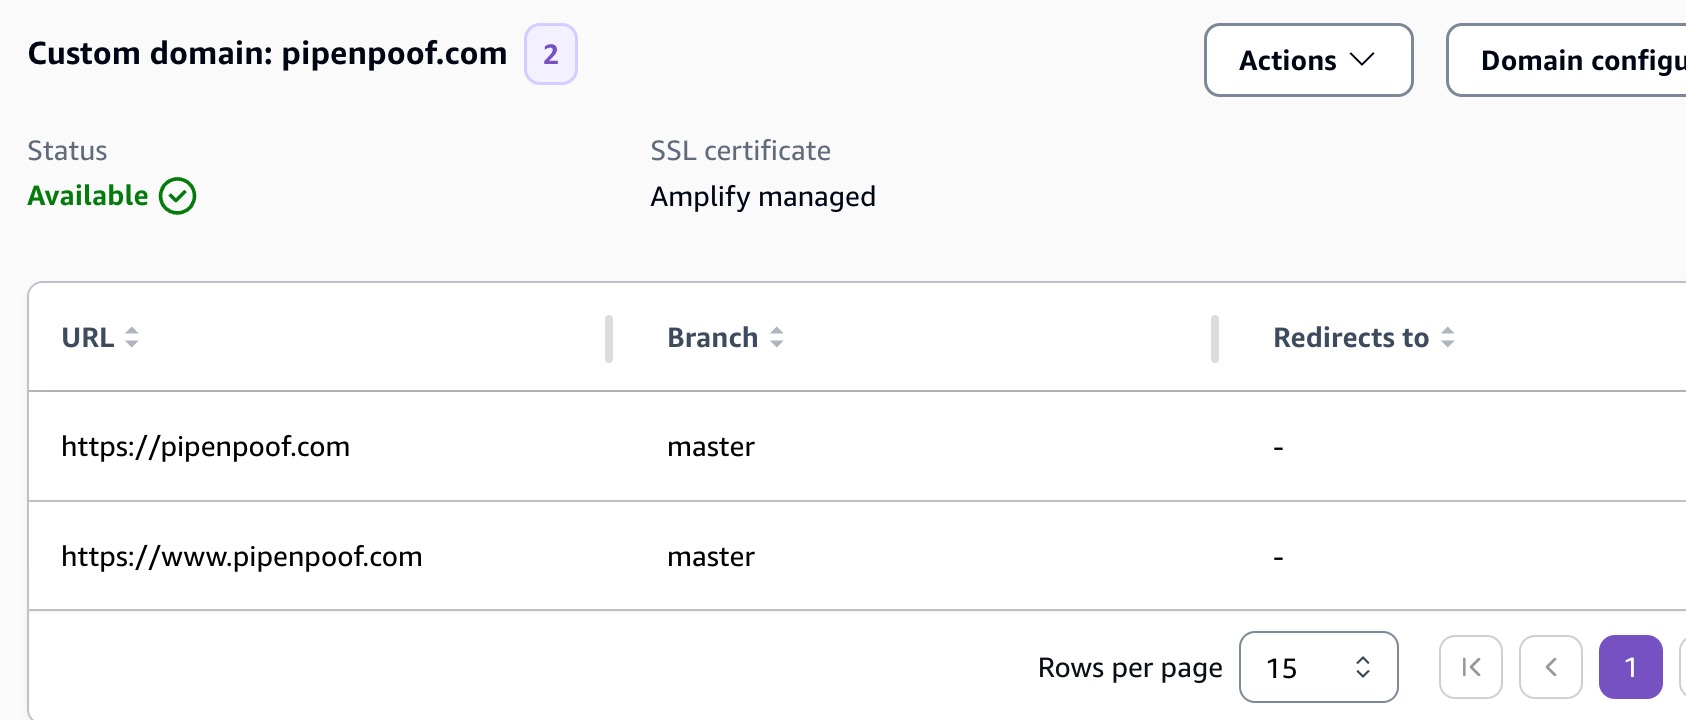 Custom domain: pipenpoof.com 2
Actions Domain configu
Status SSL certificate
Available Amplify managed
URL Branch Redirects to
https://pipenpoof.com master -
https://www.pipenpoof.com master -
Rows per page 15 1